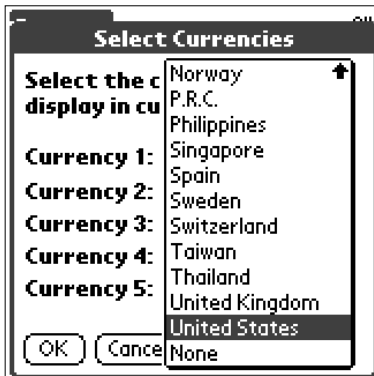 Select Currencies
Select the c
display in cu
Currency 1:
Currency 2:
Currency 3:
Currency 4:
Currency 5:
Norway
P.R.C.
Philippines
Singapore
Spain
Sweden
Switzerland
Taiwan
Thailand
United Kingdom
United States
None
OK
Cance